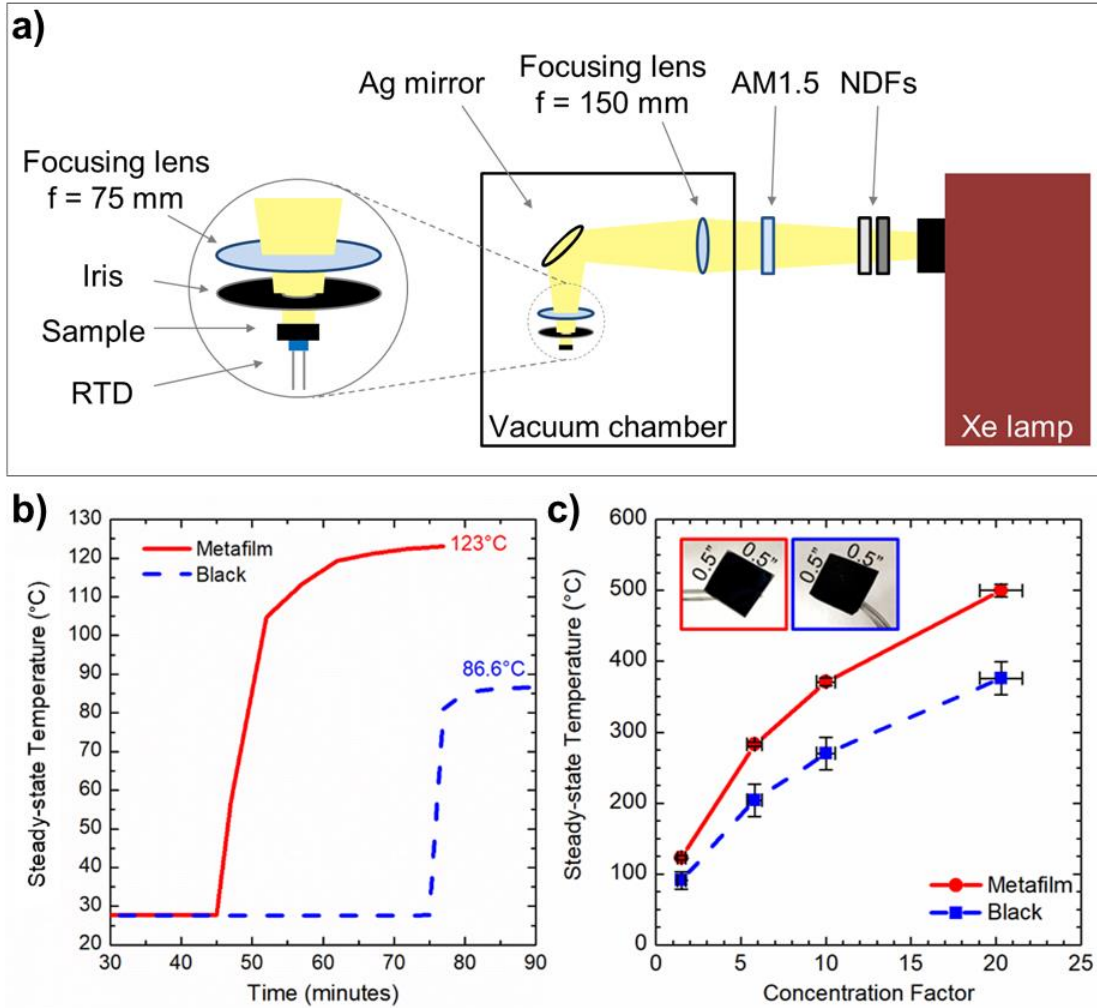 a)
Ag mirror
Focusing lens
f = 150 mm
AM1.5
NDFs
Focusing lens
f = 75 mm
Iris
Sample
RTD
Vacuum chamber
Xe lamp
b)
Steady-state Temperature (°C)
130
120
110
100
90
80
70
60
50
40
30
20
Metafilm
Black
123°C
86.6°C
30 40 50 60 70 80 90
Time (minutes)
c)
Steady-state Temperature (°C)
600
500
400
300
200
100
0
0.5" 0.5"
0.5" 0.5"
Metafilm
Black
0 5 10 15 20 25
Concentration Factor